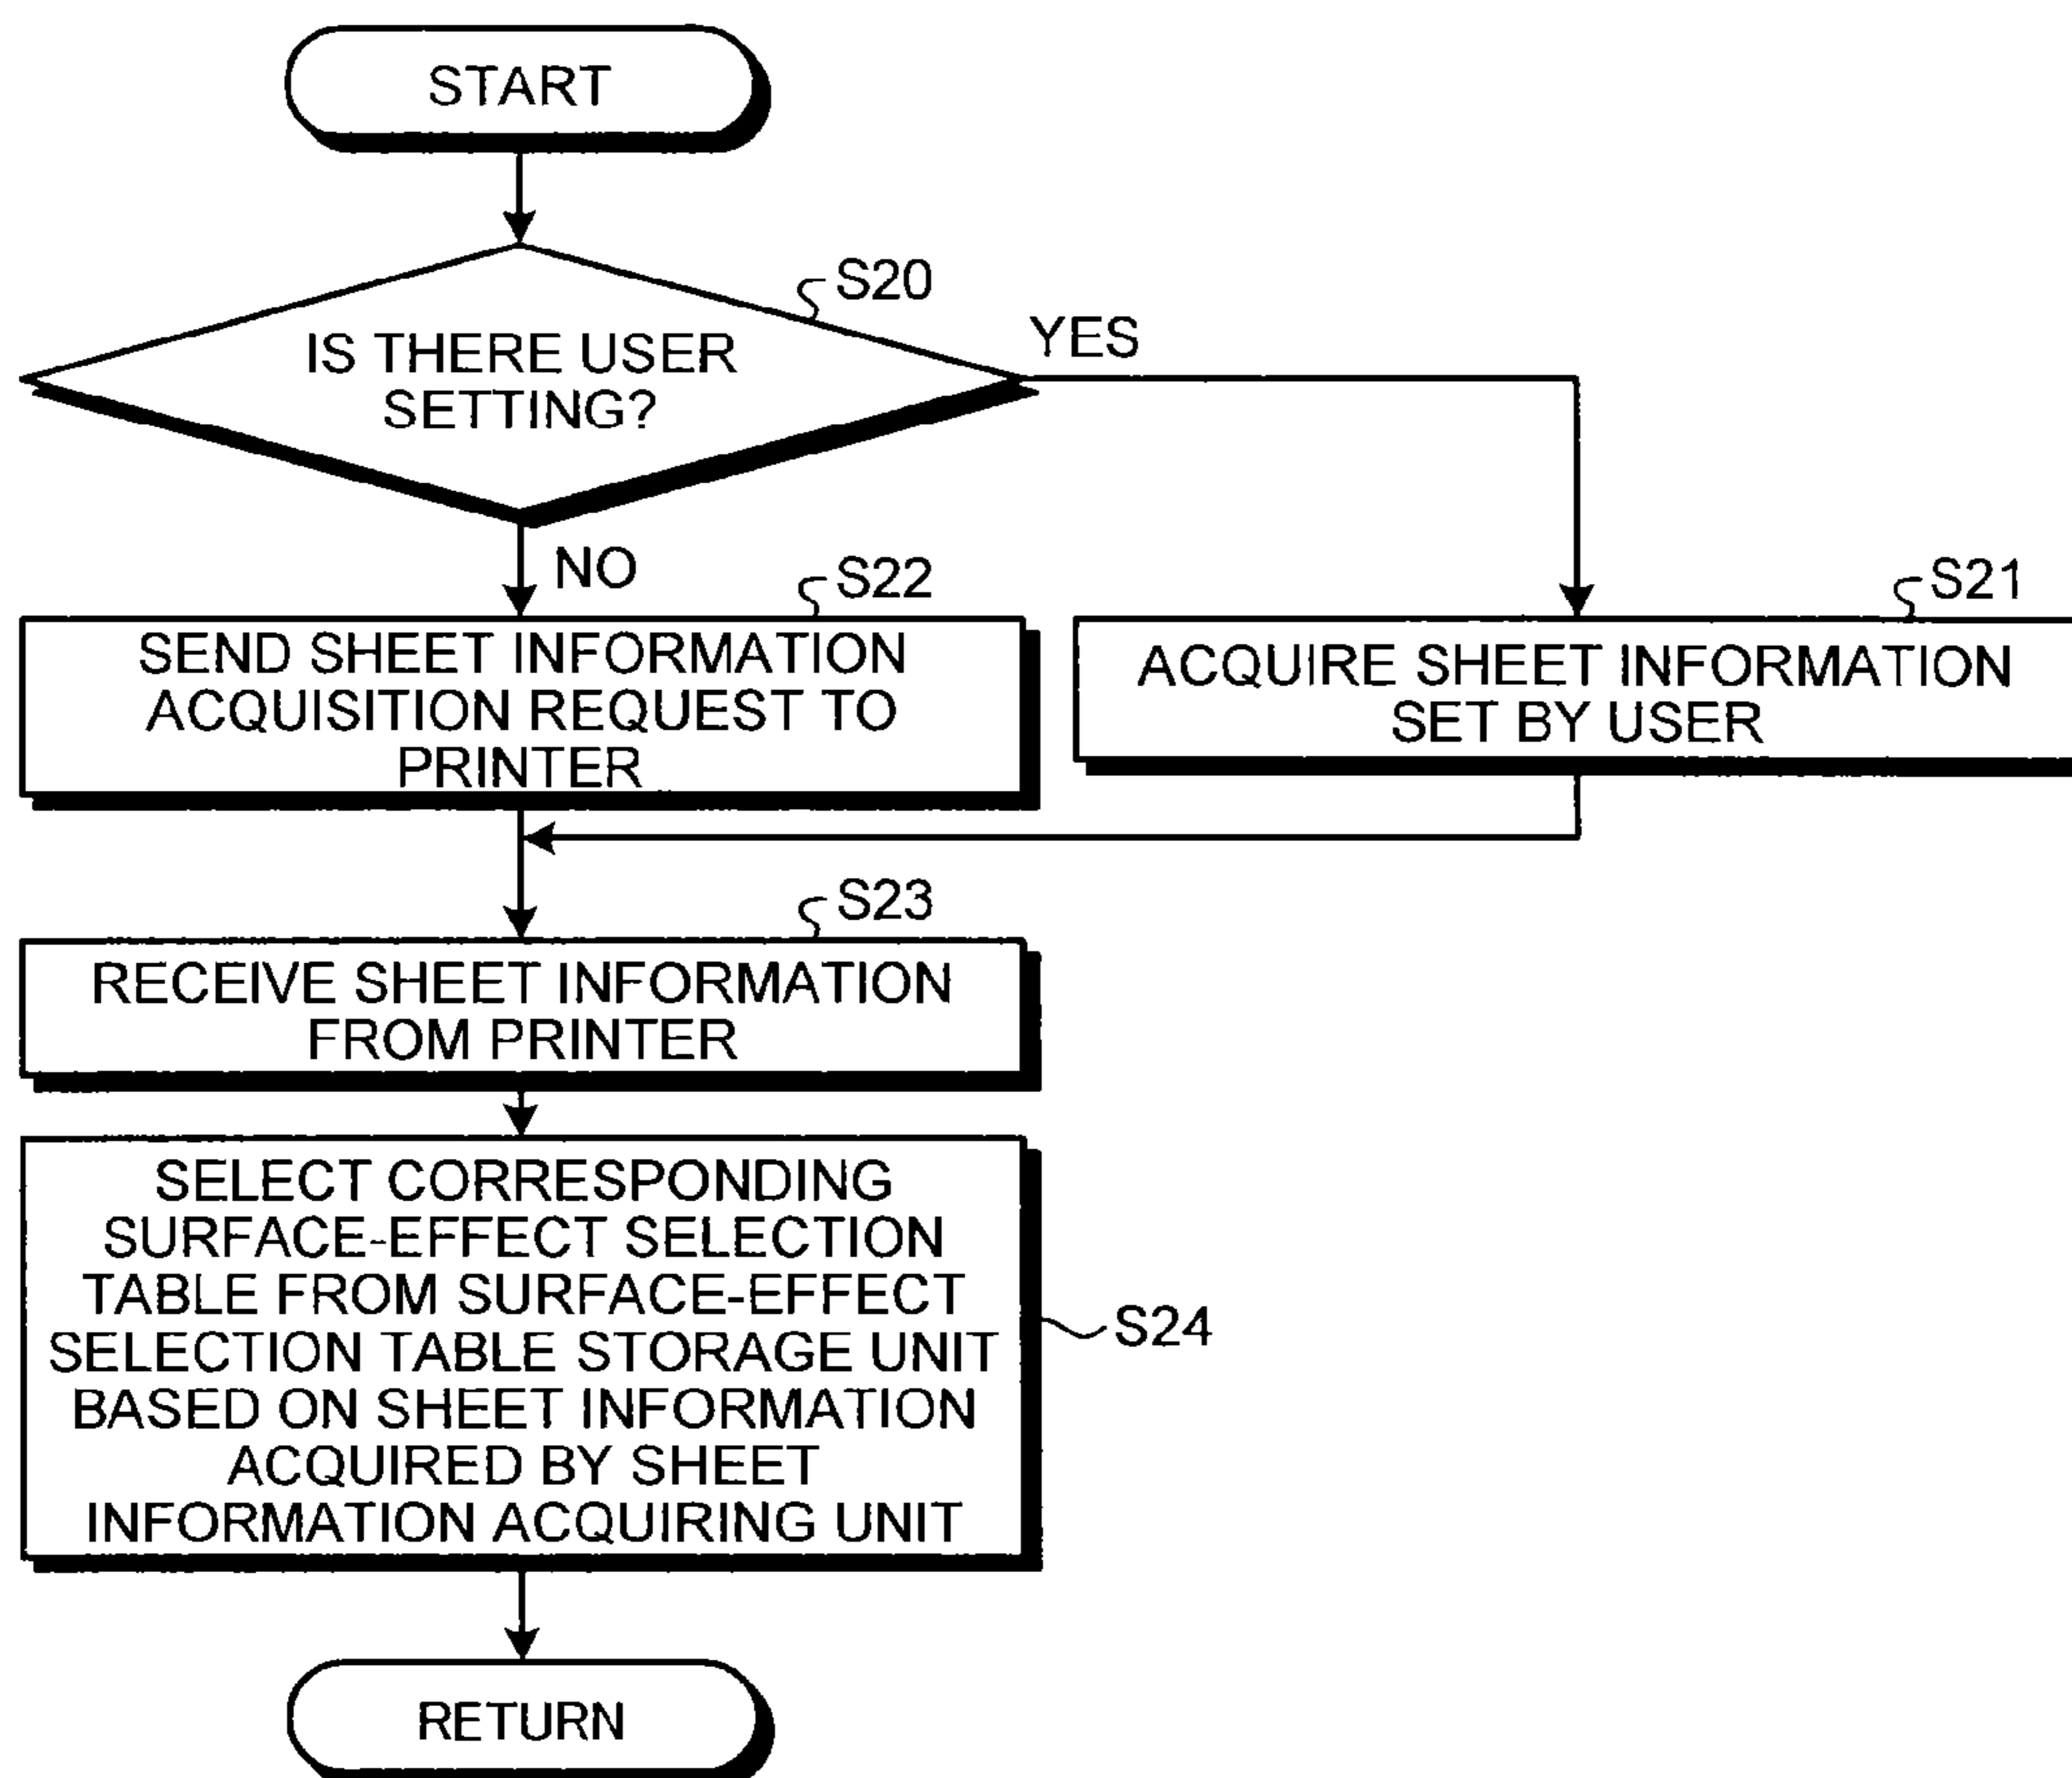 START
S20
IS THERE USER
SETTING?
YES
NO
S22
SEND SHEET INFORMATION
ACQUISITION REQUEST TO
PRINTER
S21
ACQUIRE SHEET INFORMATION
SET BY USER
S23
RECEIVE SHEET INFORMATION
FROM PRINTER
SELECT CORRESPONDING
SURFACE-EFFECT SELECTION
TABLE FROM SURFACE-EFFECT
SELECTION TABLE STORAGE UNIT
BASED ON SHEET INFORMATION
ACQUIRED BY SHEET
INFORMATION ACQUIRING UNIT
S24
RETURN